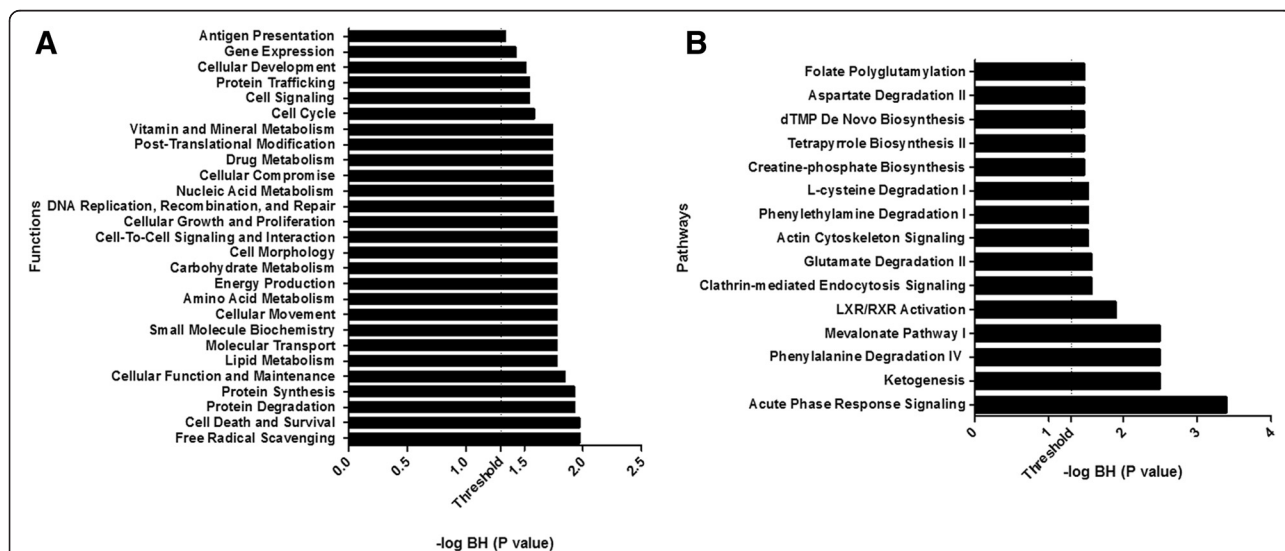 A
Antigen Presentation
Gene Expression
Cellular Development
Protein Trafficking
Cell Signaling
Cell Cycle
Vitamin and Mineral Metabolism
Post-Translational Modification
Drug Metabolism
Cellular Compromise
Nucleic Acid Metabolism
DNA Replication, Recombination, and Repair
Cellular Growth and Proliferation
Cell-To-Cell Signaling and Interaction
Cell Morphology
Carbohydrate Metabolism
Energy Production
Amino Acid Metabolism
Cellular Movement
Small Molecule Biochemistry
Molecular Transport
Lipid Metabolism
Cellular Function and Maintenance
Protein Synthesis
Protein Degradation
Cell Death and Survival
Free Radical Scavenging
Functions
0.0 0.5 1.0 Threshold 1.5 2.0 2.5
-log BH (P value)
B
Folate Polyglutamylation
Aspartate Degradation II
dTMP De Novo Biosynthesis
Tetrapyrrole Biosynthesis II
Creatine-phosphate Biosynthesis
L-cysteine Degradation I
Phenylethylamine Degradation I
Actin Cytoskeleton Signaling
Glutamate Degradation II
Clathrin-mediated Endocytosis Signaling
LXR/RXR Activation
Mevalonate Pathway I
Phenylalanine Degradation IV
Ketogenesis
Acute Phase Response Signaling
Pathways
0 1 Threshold 2 3 4
-log BH (P value)